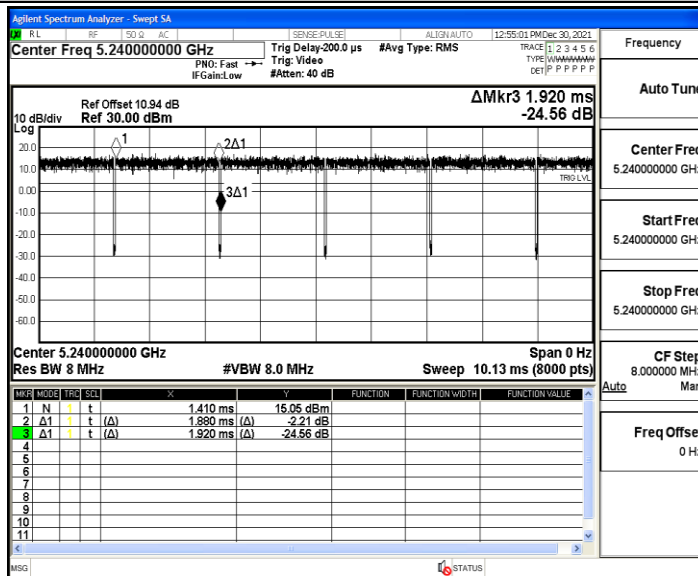 Agilent Spectrum Analyzer - Swept SA
RL RF 50 Ω AC SENSE:PULSE ALIGNAUTO 12:55:01 PM Dec 30, 2021
Center Freq 5.240000000 GHz
PNO: Fast
IFGain:Low
Trig Delay-200.0 µs
Trig: Video
#Atten: 40 dB
#Avg Type: RMS
TRACE 1 2 3 4 5 6
TYPE
DET P P P P P P
Ref Offset 10.94 dB
Ref 30.00 dBm
10 dB/div
Log
ΔMkr3 1.920 ms
-24.56 dB
20.0
10.0
0.00
-10.0
-20.0
-30.0
-40.0
-50.0
-60.0
1
2Δ1
3Δ1
TRIG LVL
Center 5.240000000 GHz Span 0 Hz
Res BW 8 MHz #VBW 8.0 MHz Sweep 10.13 ms (8000 pts)
MKR MODE TRC SCL X Y FUNCTION FUNCTION WIDTH FUNCTION VALUE
1 N 1 t 1.410 ms 15.05 dBm
2 Δ1 1 t (Δ) 1.880 ms (Δ) -2.21 dB
3 Δ1 1 t (Δ) 1.920 ms (Δ) -24.56 dB
4
5
6
7
8
9
10
11
MSG STATUS
Frequency
Auto Tune
Center Freq
5.240000000 GHz
Start Freq
5.240000000 GHz
Stop Freq
5.240000000 GHz
CF Step
8.000000 MHz
Auto Man
Freq Offset
0 Hz